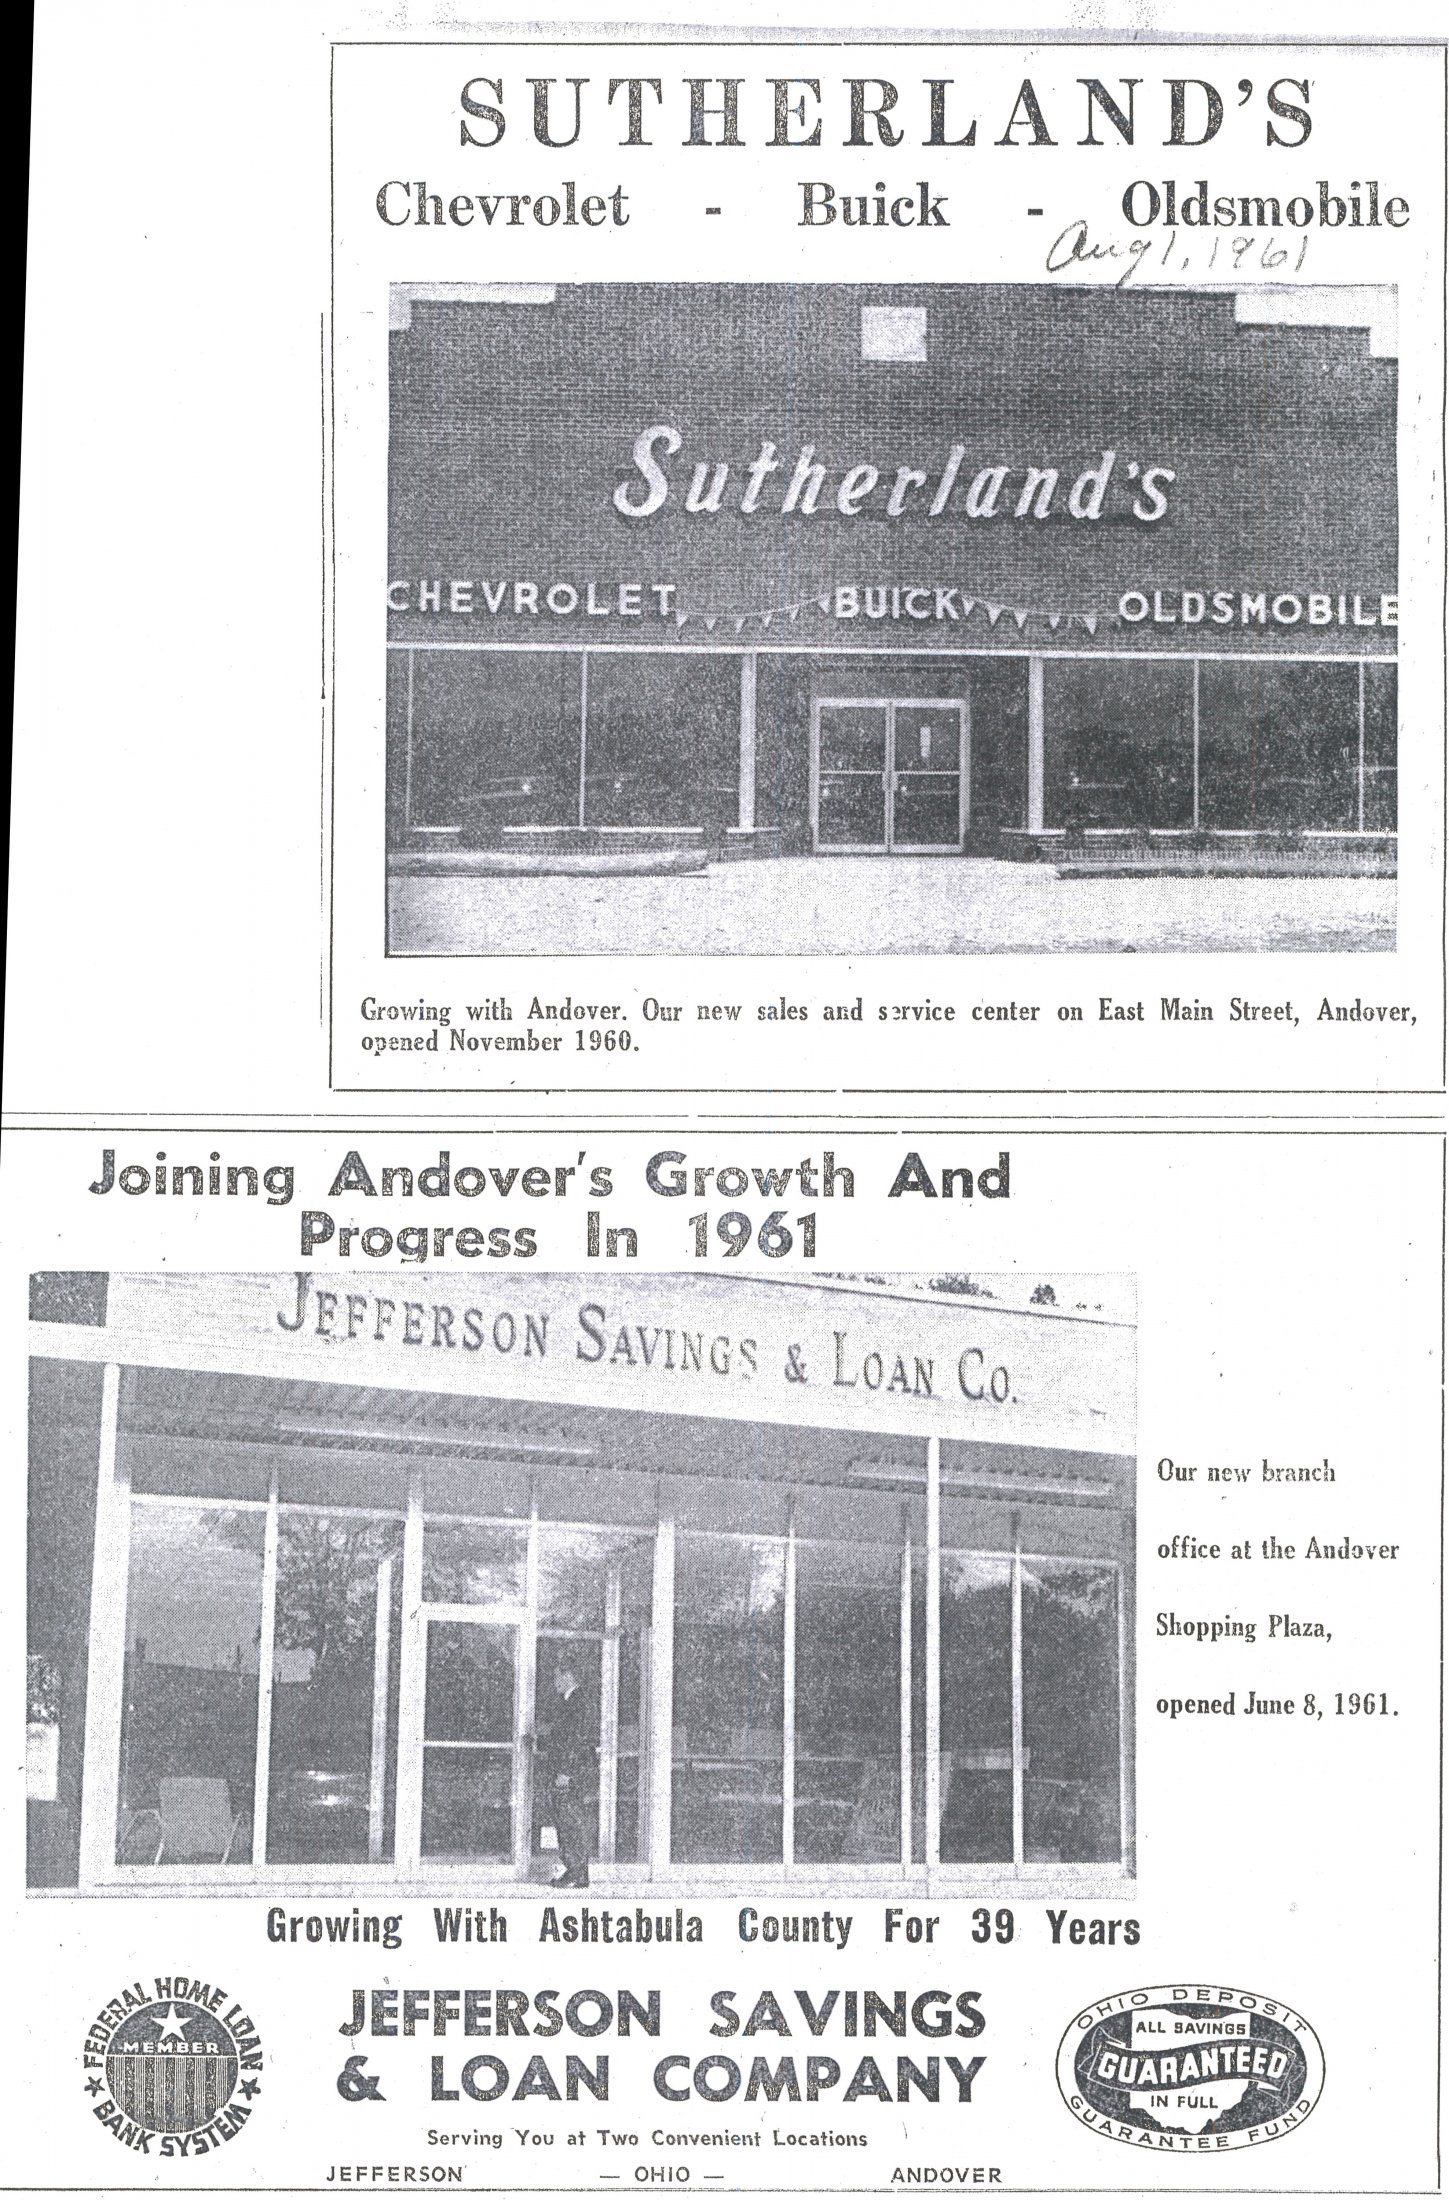 SUTHERLAND'S
Chevrolet - Buick - Oldsmobile
Aug 1, 1961
Sutherland's
CHEVROLET BUICK OLDSMOBILE
Growing with Andover. Our new sales and service center on East Main Street, Andover,
opened November 1960.
Joining Andover's Growth And
Progress In 1961
JEFFERSON SAVINGS & LOAN CO.
Our new branch
office at the Andover
Shopping Plaza,
opened June 8, 1961.
Growing With Ashtabula County For 39 Years
FEDERAL HOME LOAN
MEMBER
BANK SYSTEM
JEFFERSON SAVINGS
& LOAN COMPANY
Serving You at Two Convenient Locations
JEFFERSON — OHIO — ANDOVER
OHIO DEPOSIT
ALL SAVINGS
GUARANTEED
IN FULL
GUARANTEE FUND